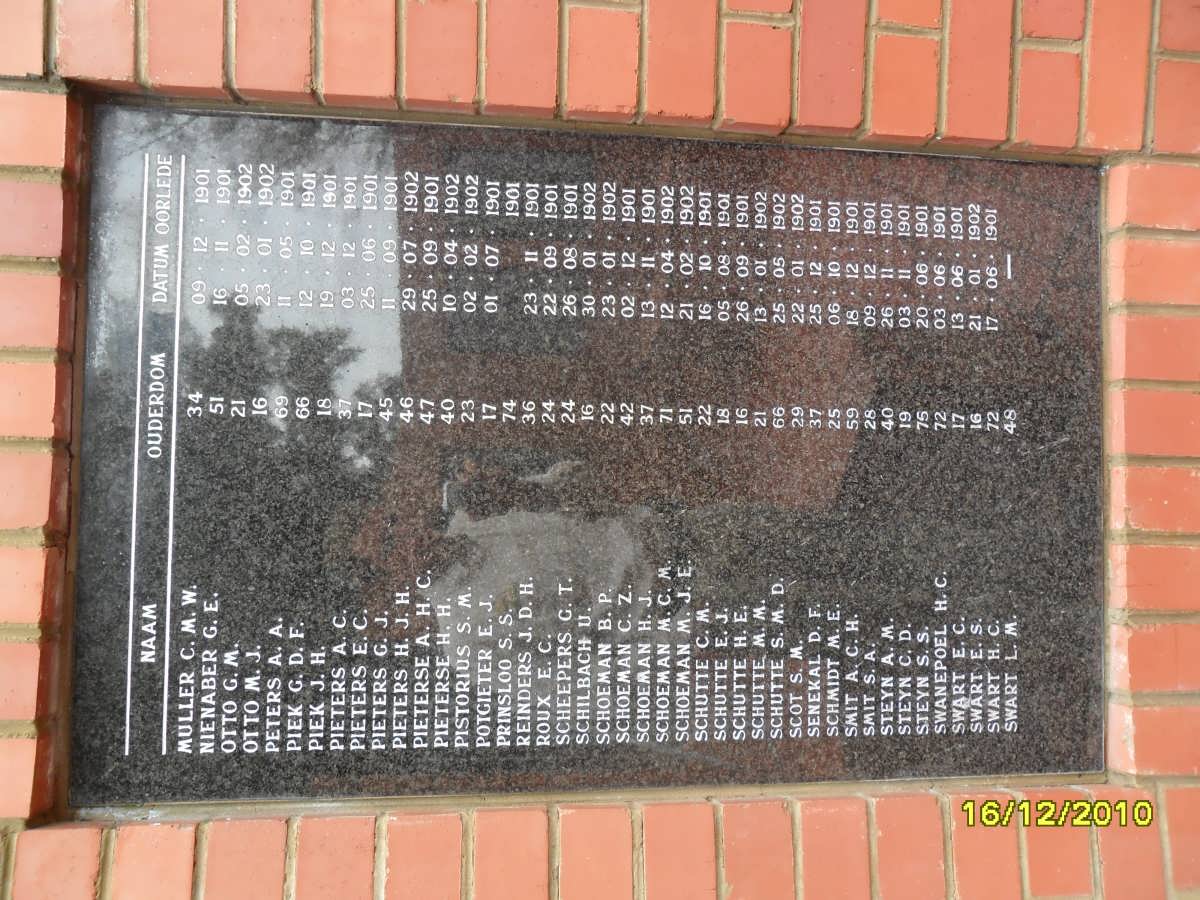 NAAM OUDERDOM DATUM OORLEDE
MULLER C. M. W. 34 09 · 12 · 1901
NIENABER G. E. 51 16 · 11 · 1901
OTTO G. M. 21 05 · 02 · 1902
OTTO M. J. 16 23 · 01 · 1902
PETERS A. A. 69 11 · 05 · 1901
PIEK G. D. F. 66 12 · 10 · 1901
PIEK J. H. 18 19 · 12 · 1901
PIETERS A. C. 37 03 · 12 · 1901
PIETERS E. C. 17 25 · 06 · 1901
PIETERS G. J. 45 11 · 09 · 1901
PIETERS H. J. H. 46 29 · 07 · 1902
PIETERSE A. H. C. 47 25 · 09 · 1901
PIETERSE H. H. 40 10 · 04 · 1902
PISTORIUS S. M. 23 02 · 02 · 1902
POTGIETER E. J. 17 01 · 07 · 1901
PRINSLOO S. S. 74 1901
REINDERS J. D. H. 36 23 · 11 · 1901
ROUX E. C. 24 22 · 09 · 1901
SCHEEPERS G. T. 24 26 · 08 · 1901
SCHILBACH U. 16 30 · 01 · 1902
SCHOEMAN B. P. 22 23 · 01 · 1902
SCHOEMAN C. Z. 42 02 · 12 · 1901
SCHOEMAN H. J. 37 13 · 11 · 1901
SCHOEMAN M. C. M. 71 12 · 04 · 1902
SCHOEMAN M. J. E. 51 21 · 02 · 1902
SCHUTTE C. M. 22 16 · 10 · 1901
SCHUTTE E. J. 18 05 · 08 · 1901
SCHUTTE H. E. 16 26 · 09 · 1901
SCHUTTE M. M. 21 13 · 01 · 1902
SCHUTTE S. M. D. 66 25 · 05 · 1902
SCOT S. M. 29 22 · 01 · 1902
SENEKAL D. F. 37 25 · 12 · 1901
SCHMIDT M. E. 25 06 · 10 · 1901
SMIT A. C. H. 59 18 · 12 · 1901
SMIT S. A. 28 09 · 12 · 1901
STEYN A. M. 40 26 · 11 · 1901
STEYN C. D. 19 03 · 11 · 1901
STEYN S. S. 75 20 · 06 · 1901
SWANEPOEL H. C. 72 03 · 06 · 1901
SWART E. C. 17 13 · 06 · 1901
SWART E. S. 16 21 · 01 · 1902
SWART H. C. 72 17 · 06 · 1901
SWART L. M. 48 —
16/12/2010